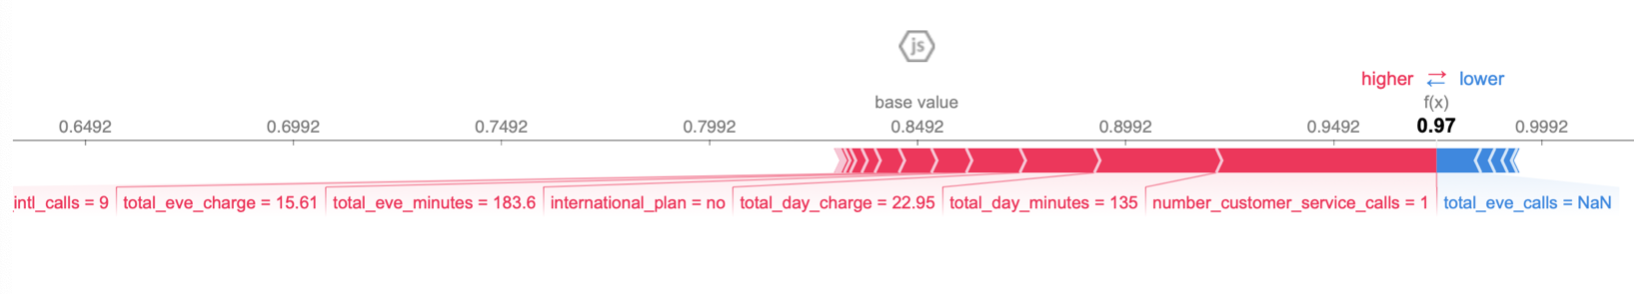 js
higher lower
base value f(x)
0.6492 0.6992 0.7492 0.7992 0.8492 0.8992 0.9492 0.97 0.9992
intl_calls = 9 total_eve_charge = 15.61 total_eve_minutes = 183.6 international_plan = no total_day_charge = 22.95 total_day_minutes = 135 number_customer_service_calls = 1 total_eve_calls = NaN